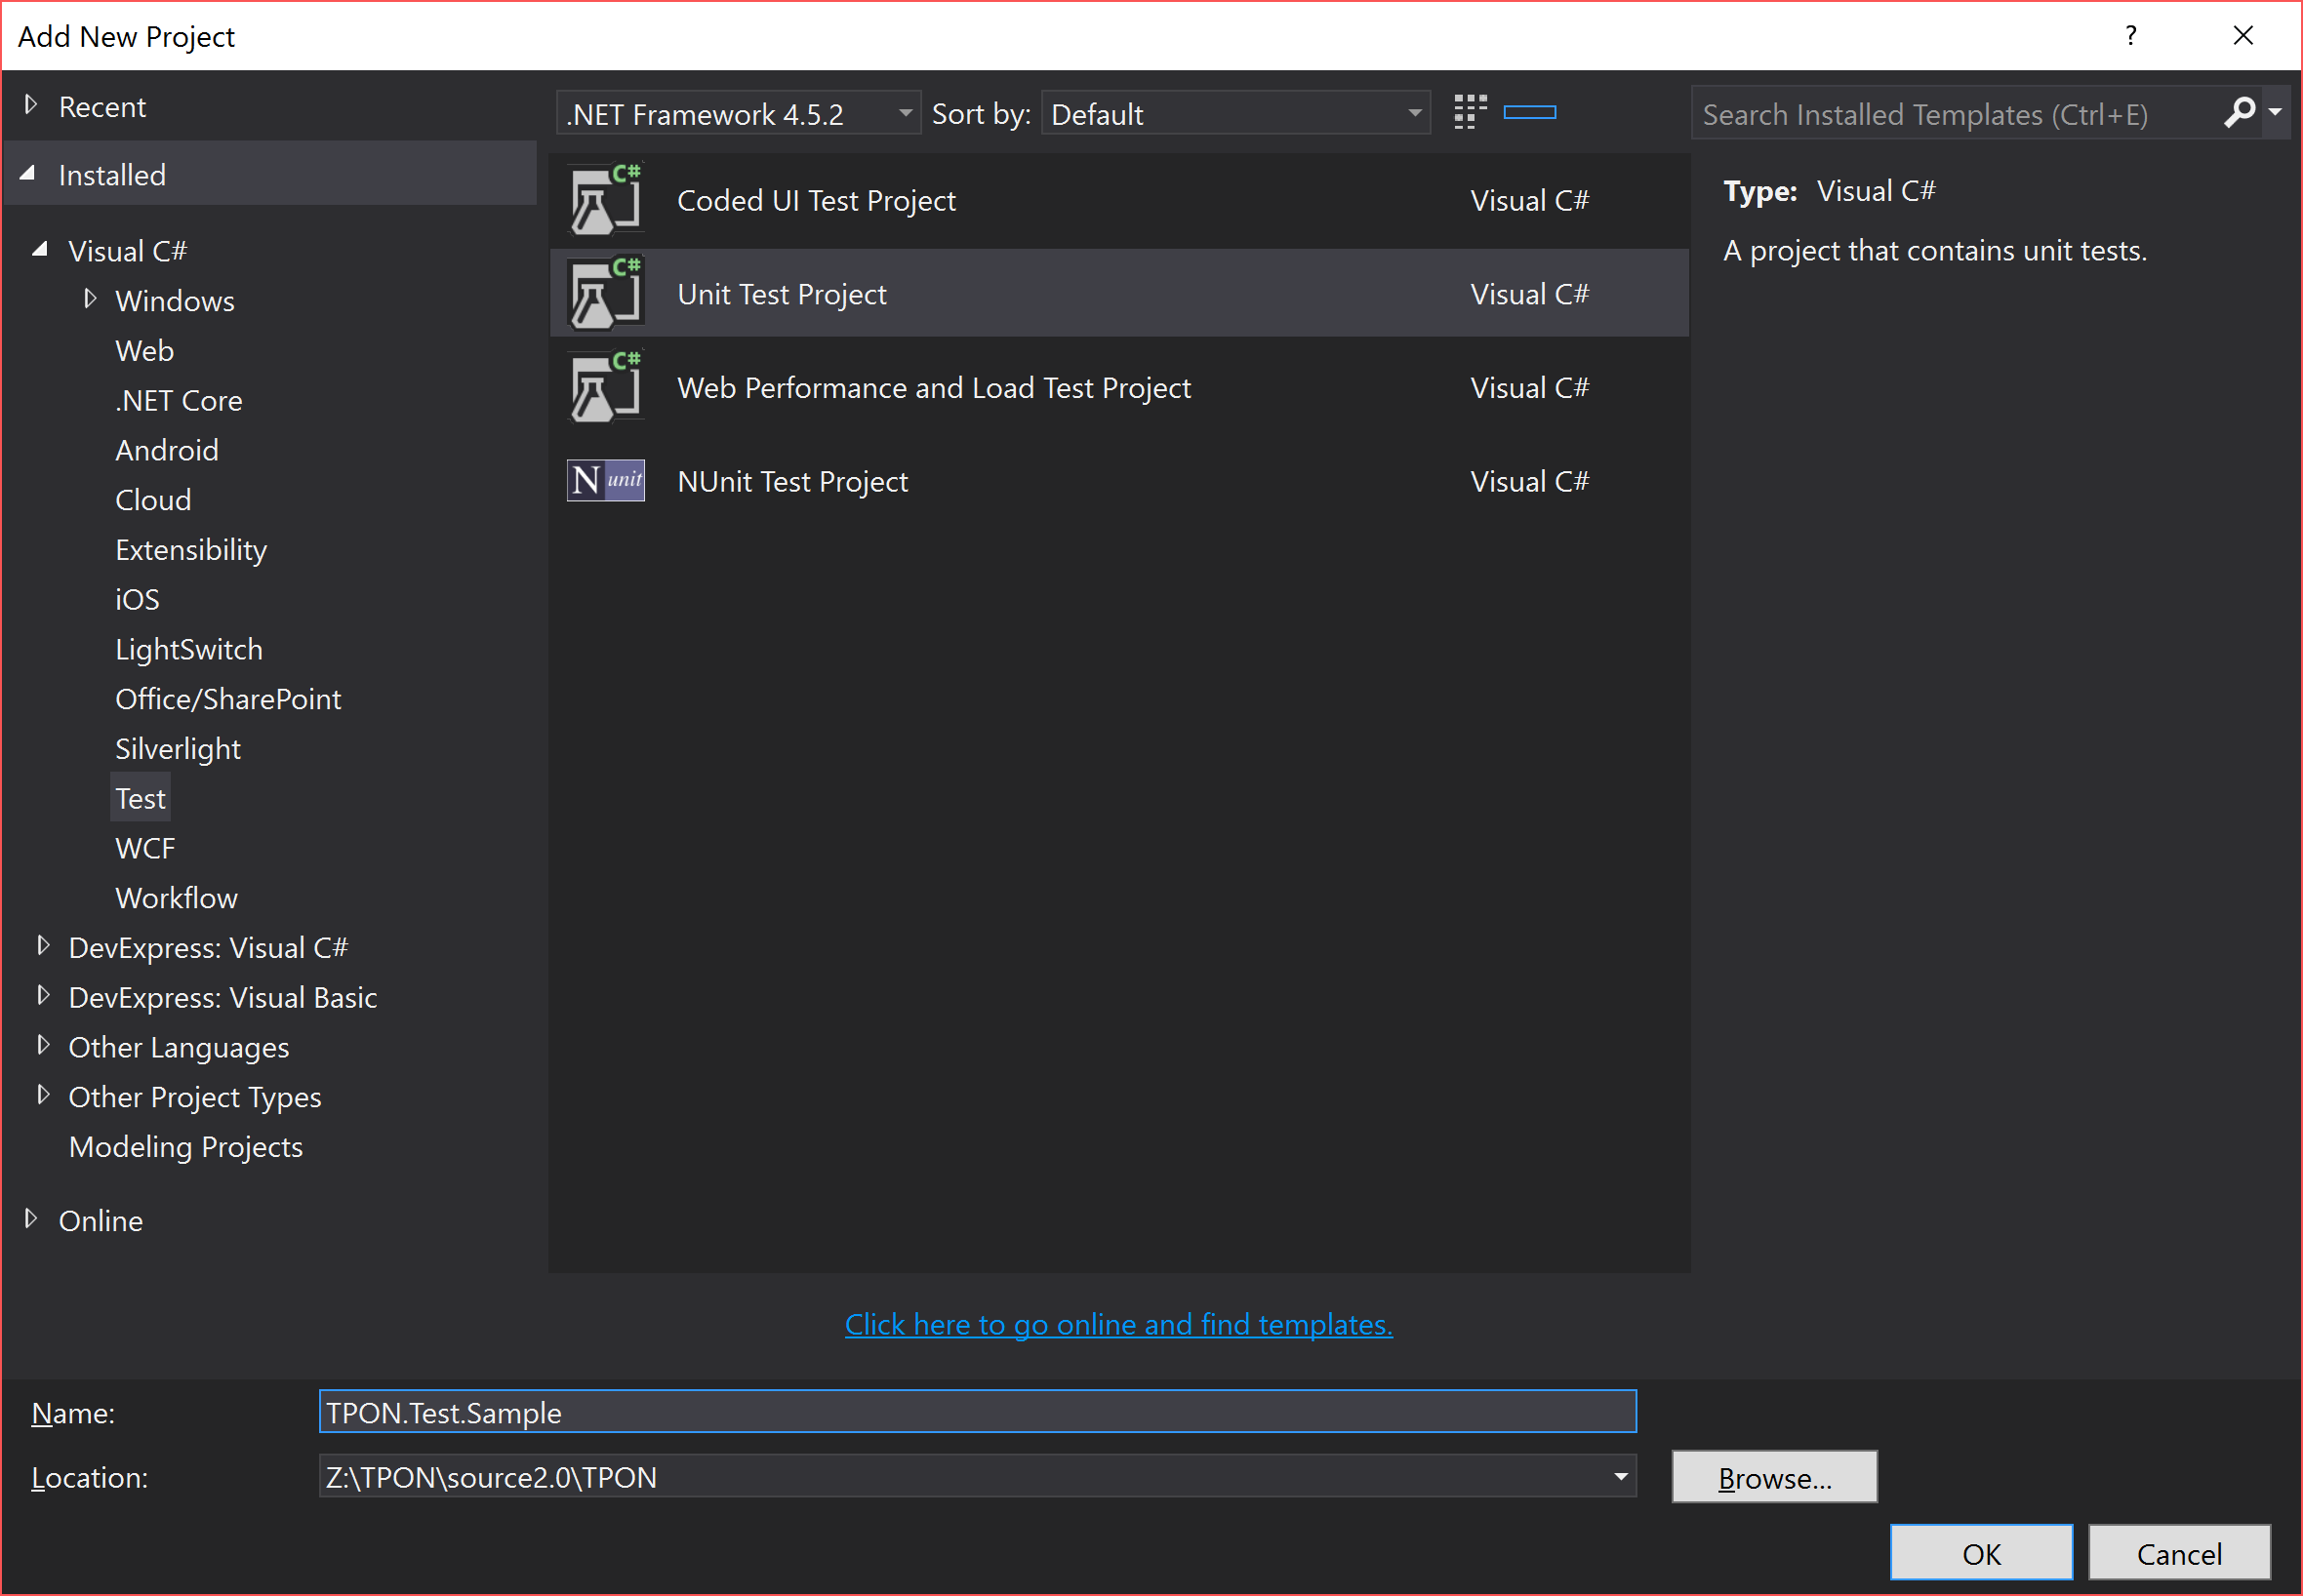 Add New Project
?
Recent
Installed
Visual C#
Windows
Web
.NET Core
Android
Cloud
Extensibility
iOS
LightSwitch
Office/SharePoint
Silverlight
Test
WCF
Workflow
DevExpress: Visual C#
DevExpress: Visual Basic
Other Languages
Other Project Types
Modeling Projects
Online
.NET Framework 4.5.2 Sort by: Default
C# Coded UI Test Project Visual C#
C# Unit Test Project Visual C#
C# Web Performance and Load Test Project Visual C#
N unit NUnit Test Project Visual C#
Click here to go online and find templates.
Search Installed Templates (Ctrl+E)
Type: Visual C#
A project that contains unit tests.
Name: TPON.Test.Sample
Location: Z:\TPON\source2.0\TPON Browse...
OK Cancel